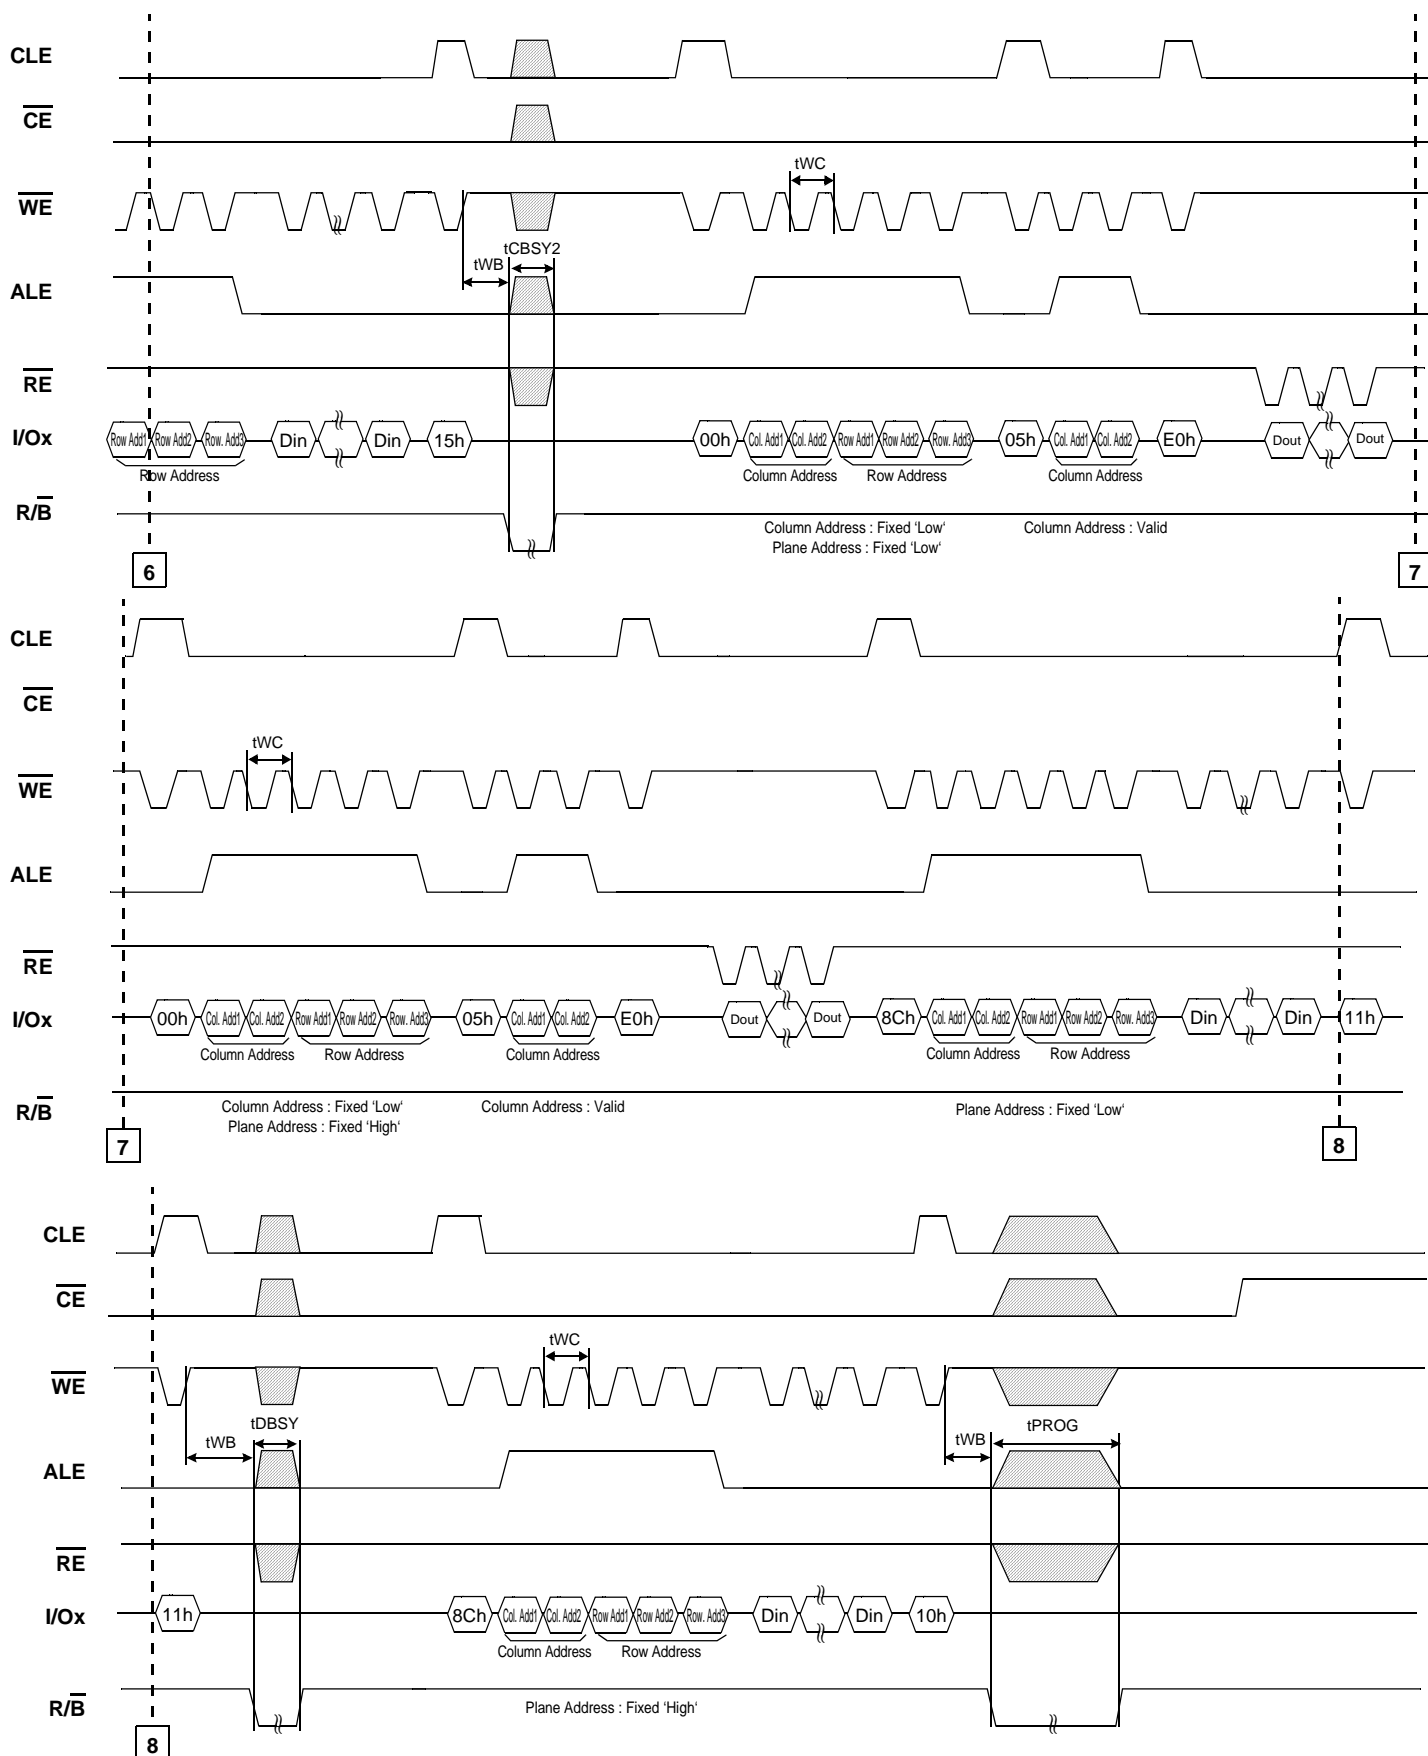 CLE
CE
tWC
WE
tCBSY2
tWB
ALE
RE
I/Ox Row Add1 Row Add2 Row. Add3 Din Din 15h 00h Col. Add1 Col. Add2 Row Add1 Row Add2 Row. Add3 05h Col. Add1 Col. Add2 E0h Dout Dout
Row Address Column Address Row Address Column Address
R/B
Column Address : Fixed ‘Low‘ Column Address : Valid
Plane Address : Fixed ‘Low‘
6 7
CLE
CE
tWC
WE
ALE
RE
I/Ox 00h Col. Add1 Col. Add2 Row Add1 Row Add2 Row. Add3 05h Col. Add1 Col. Add2 E0h Dout Dout 8Ch Col. Add1 Col. Add2 Row Add1 Row Add2 Row. Add3 Din Din 11h
Column Address Row Address Column Address Column Address Row Address
R/B
Column Address : Fixed ‘Low‘ Column Address : Valid Plane Address : Fixed ‘Low‘
Plane Address : Fixed ‘High‘
7 8
CLE
CE
tWC
WE
tDBSY tPROG
tWB tWB
ALE
RE
I/Ox 11h 8Ch Col. Add1 Col. Add2 Row Add1 Row Add2 Row. Add3 Din Din 10h
Column Address Row Address
R/B
Plane Address : Fixed ‘High‘
8